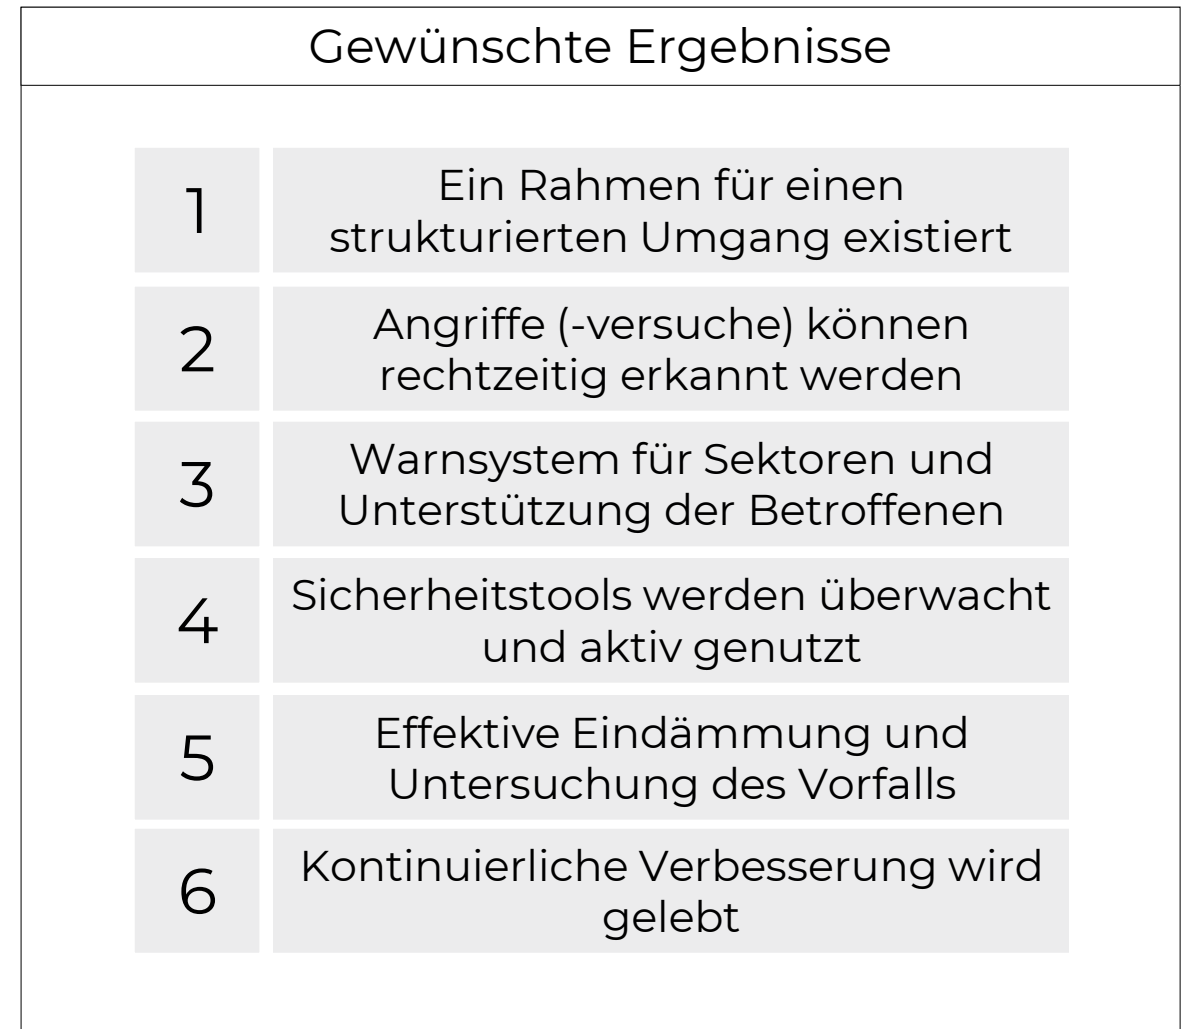 Gewünschte Ergebnisse
1
Ein Rahmen für einen
strukturierten Umgang existiert
2
Angriffe (-versuche) können
rechtzeitig erkannt werden
3
Warnsystem für Sektoren und
Unterstützung der Betroffenen
4
Sicherheitstools werden überwacht
und aktiv genutzt
5
Effektive Eindämmung und
Untersuchung des Vorfalls
6
Kontinuierliche Verbesserung wird
gelebt